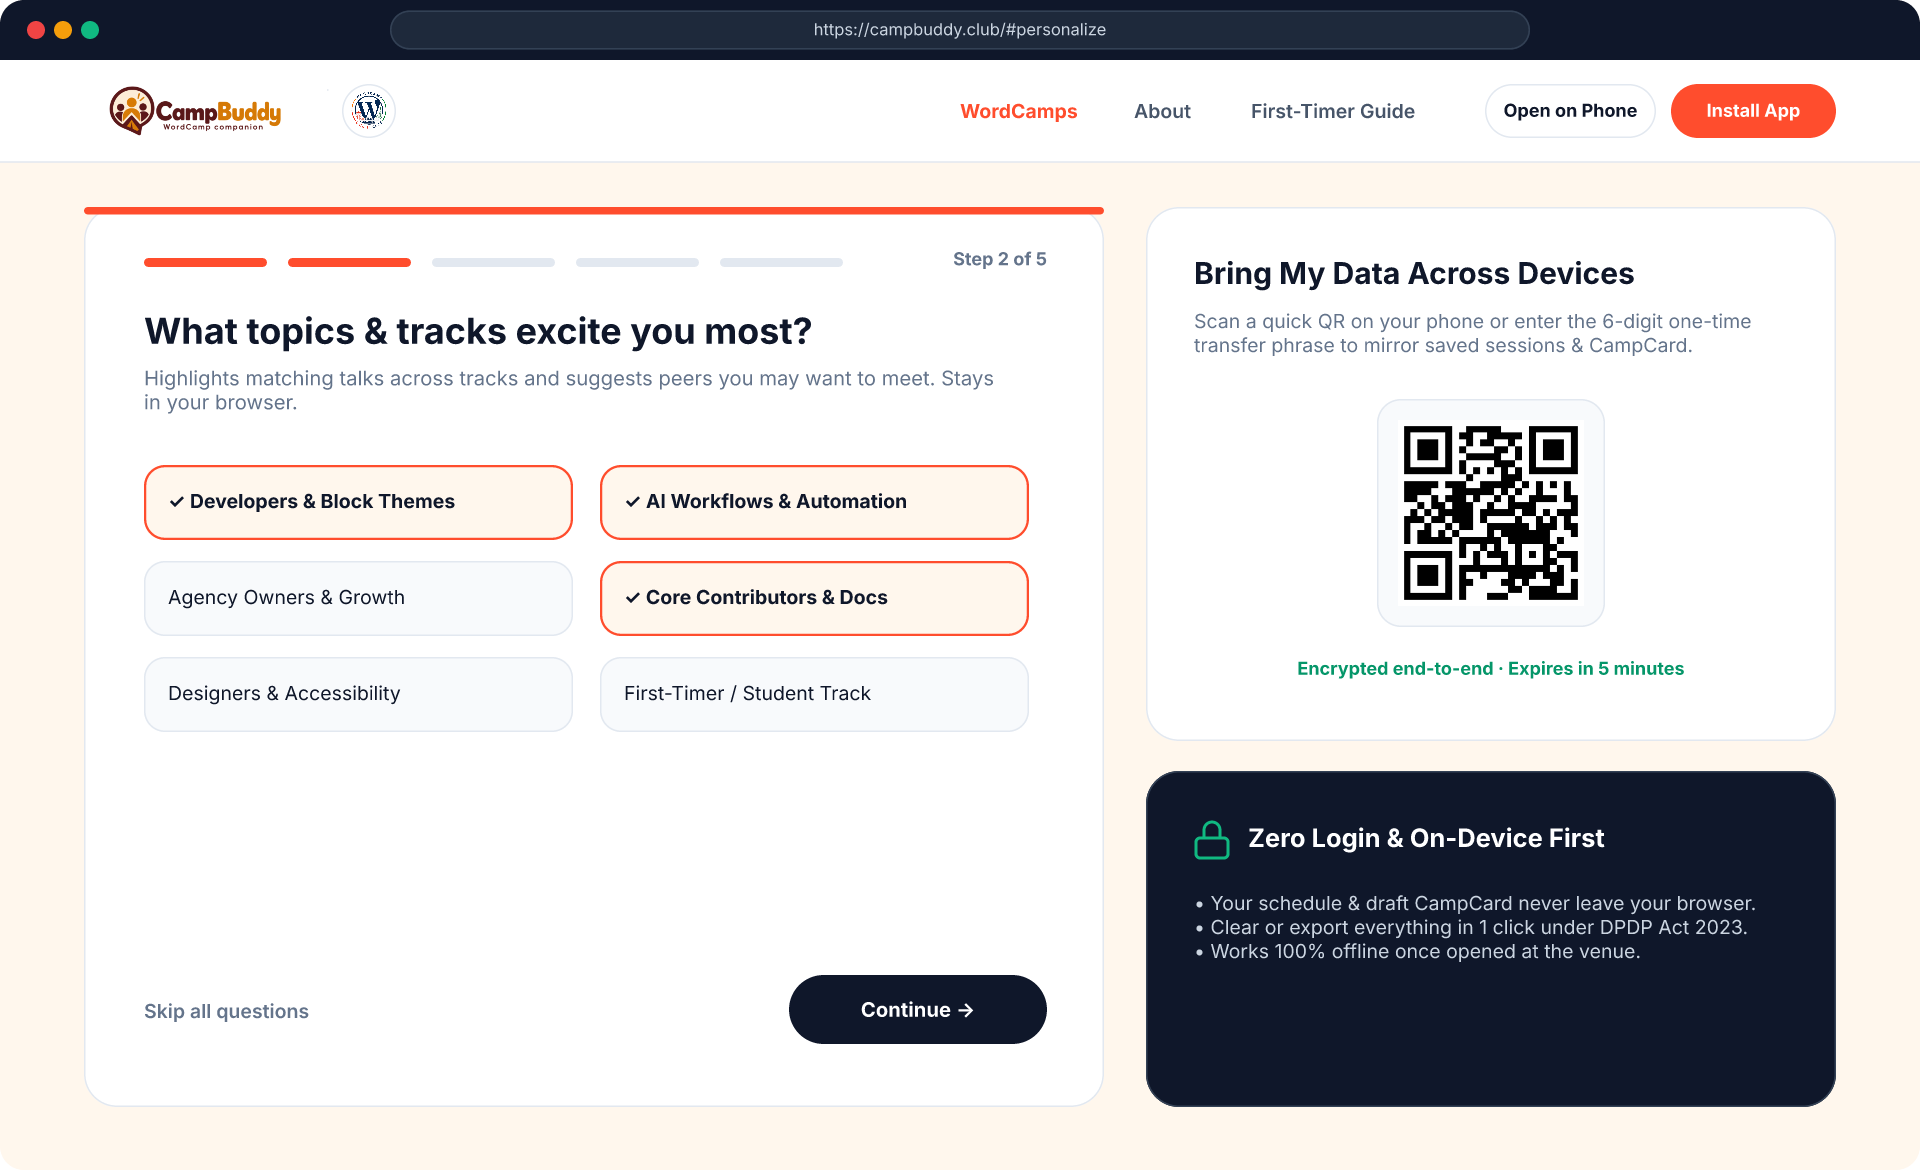 https://campbuddy.club/#personalize
CampBuddy
WordCamp companion
W
WordCamps
About
First-Timer Guide
Open on Phone
Install App
Step 2 of 5
What topics & tracks excite you most?
Highlights matching talks across tracks and suggests peers you may want to meet. Stays
in your browser.
✓ Developers & Block Themes
✓ AI Workflows & Automation
Agency Owners & Growth
✓ Core Contributors & Docs
Designers & Accessibility
First-Timer / Student Track
Skip all questions
Continue →
Bring My Data Across Devices
Scan a quick QR on your phone or enter the 6-digit one-time
transfer phrase to mirror saved sessions & CampCard.
Encrypted end-to-end · Expires in 5 minutes
Zero Login & On-Device First
• Your schedule & draft CampCard never leave your browser.
• Clear or export everything in 1 click under DPDP Act 2023.
• Works 100% offline once opened at the venue.